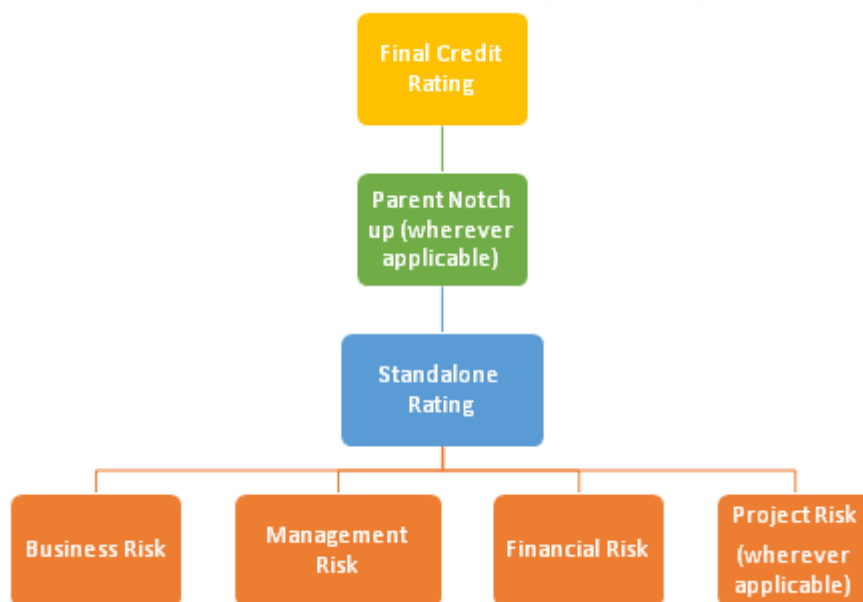 Final Credit
Rating
Parent Notch
up (wherever
applicable)
Standalone
Rating
Business Risk
Management
Risk
Financial Risk
Project Risk
(wherever
applicable)